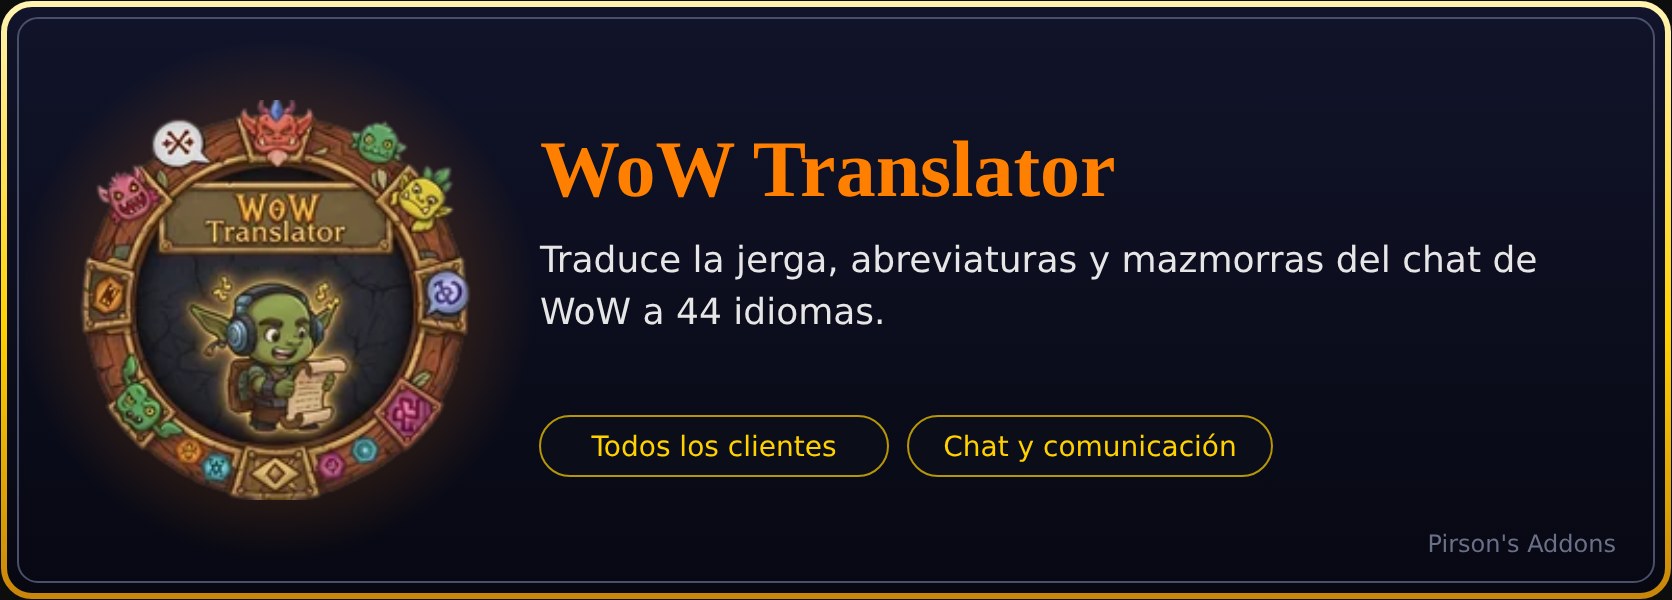 WoW
Translator
WoW Translator
Traduce la jerga, abreviaturas y mazmorras del chat de
WoW a 44 idiomas.
Todos los clientes
Chat y comunicación
Pirson's Addons